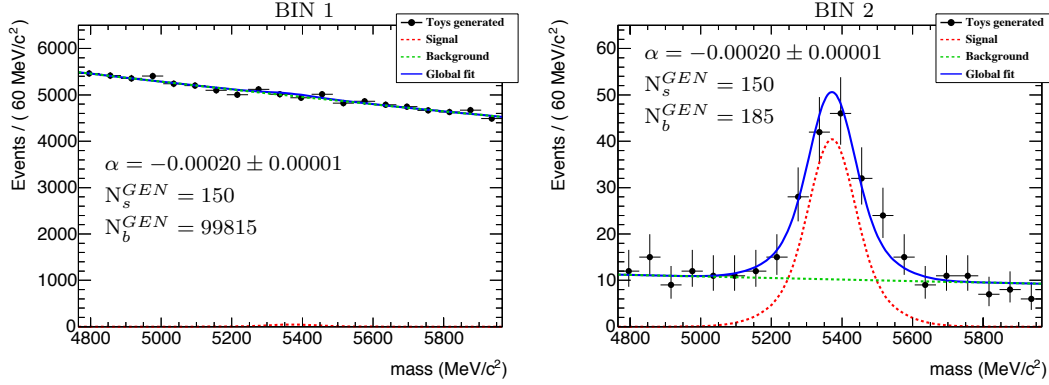 BIN 1
Toys generated
Signal
Background
Global fit
Events / ( 60 MeV/c²)
6000
5000
4000
3000
2000
1000
0
α = −0.00020 ± 0.00001
N_s^{GEN} = 150
N_b^{GEN} = 99815
4800 5000 5200 5400 5600 5800
mass (MeV/c²)
BIN 2
Toys generated
Signal
Background
Global fit
Events / ( 60 MeV/c²)
60
50
40
30
20
10
0
α = −0.00020 ± 0.00001
N_s^{GEN} = 150
N_b^{GEN} = 185
4800 5000 5200 5400 5600 5800
mass (MeV/c²)